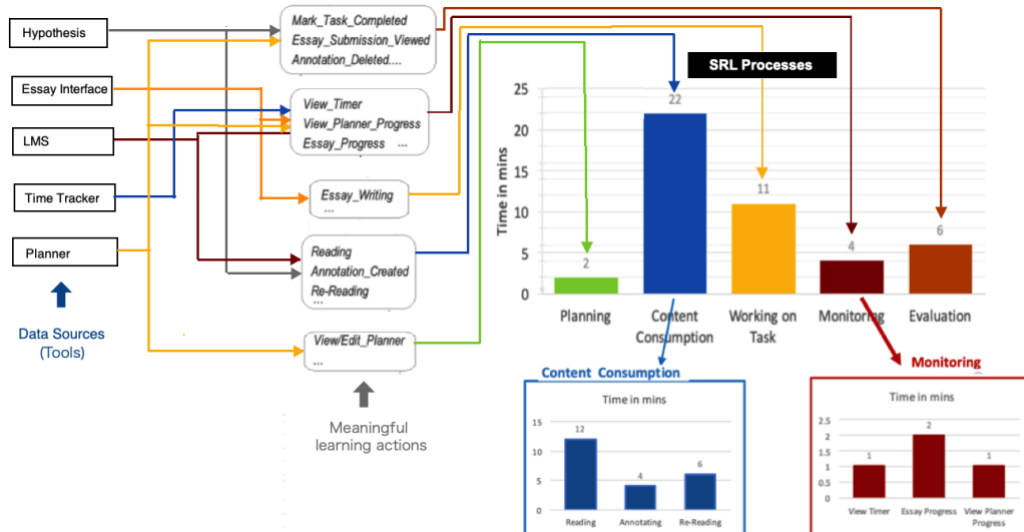 Hypothesis
Essay Interface
LMS
Time Tracker
Planner
Data Sources
(Tools)
Mark_Task_Completed
Essay_Submission_Viewed
Annotation_Deleted....
View_Timer
View_Planner_Progress
Essay_Progress ...
Essay_Writing
...
Reading
Annotation_Created
Re-Reading
...
View/Edit_Planner
...
Meaningful
learning actions
SRL Processes
Time in mins
25
20
15
10
5
0
2
22
11
4
6
Planning
Content
Consumption
Working on
Task
Monitoring
Evaluation
Content Consumption
Time in mins
15
10
5
0
12
4
6
Reading
Annotating
Re-Reading
Monitoring
Time in mins
2.5
2
1.5
1
0.5
0
1
2
1
View Timer
Essay Progress
View Planner
Progress